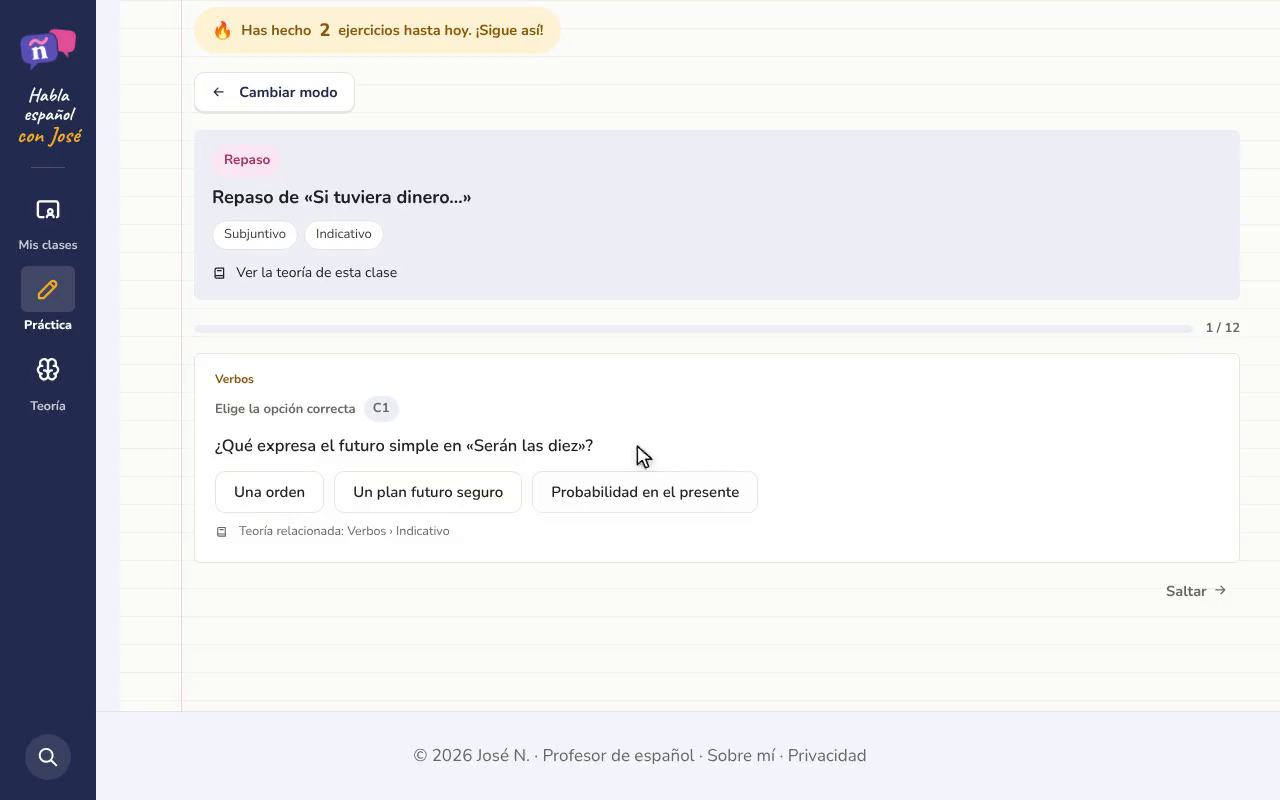 ñ
Habla
español
con José
Mis clases
Práctica
Teoría
🔥 Has hecho 2 ejercicios hasta hoy. ¡Sigue así!
← Cambiar modo
Repaso
Repaso de «Si tuviera dinero...»
Subjuntivo Indicativo
Ver la teoría de esta clase
1 / 12
Verbos
Elige la opción correcta C1
¿Qué expresa el futuro simple en «Serán las diez»?
Una orden Un plan futuro seguro Probabilidad en el presente
Teoría relacionada: Verbos › Indicativo
Saltar →
© 2026 José N. · Profesor de español · Sobre mí · Privacidad